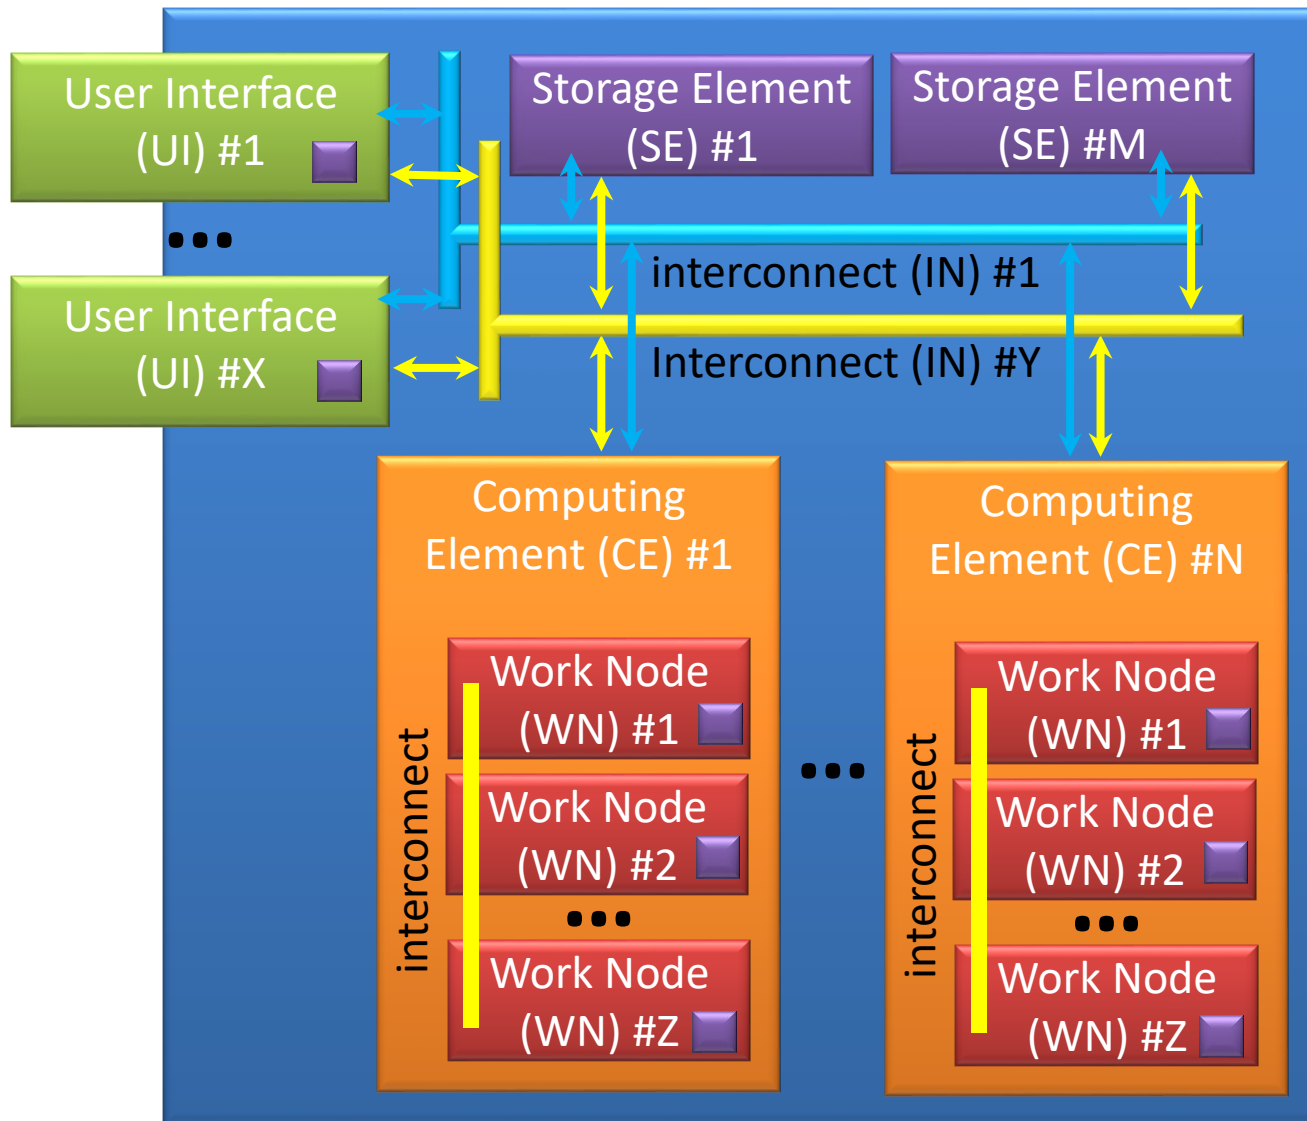 User Interface
(UI) #1
...
User Interface
(UI) #X
Storage Element
(SE) #1
Storage Element
(SE) #M
interconnect (IN) #1
Interconnect (IN) #Y
Computing
Element (CE) #1
interconnect
Work Node
(WN) #1
Work Node
(WN) #2
...
Work Node
(WN) #Z
...
Computing
Element (CE) #N
interconnect
Work Node
(WN) #1
Work Node
(WN) #2
...
Work Node
(WN) #Z